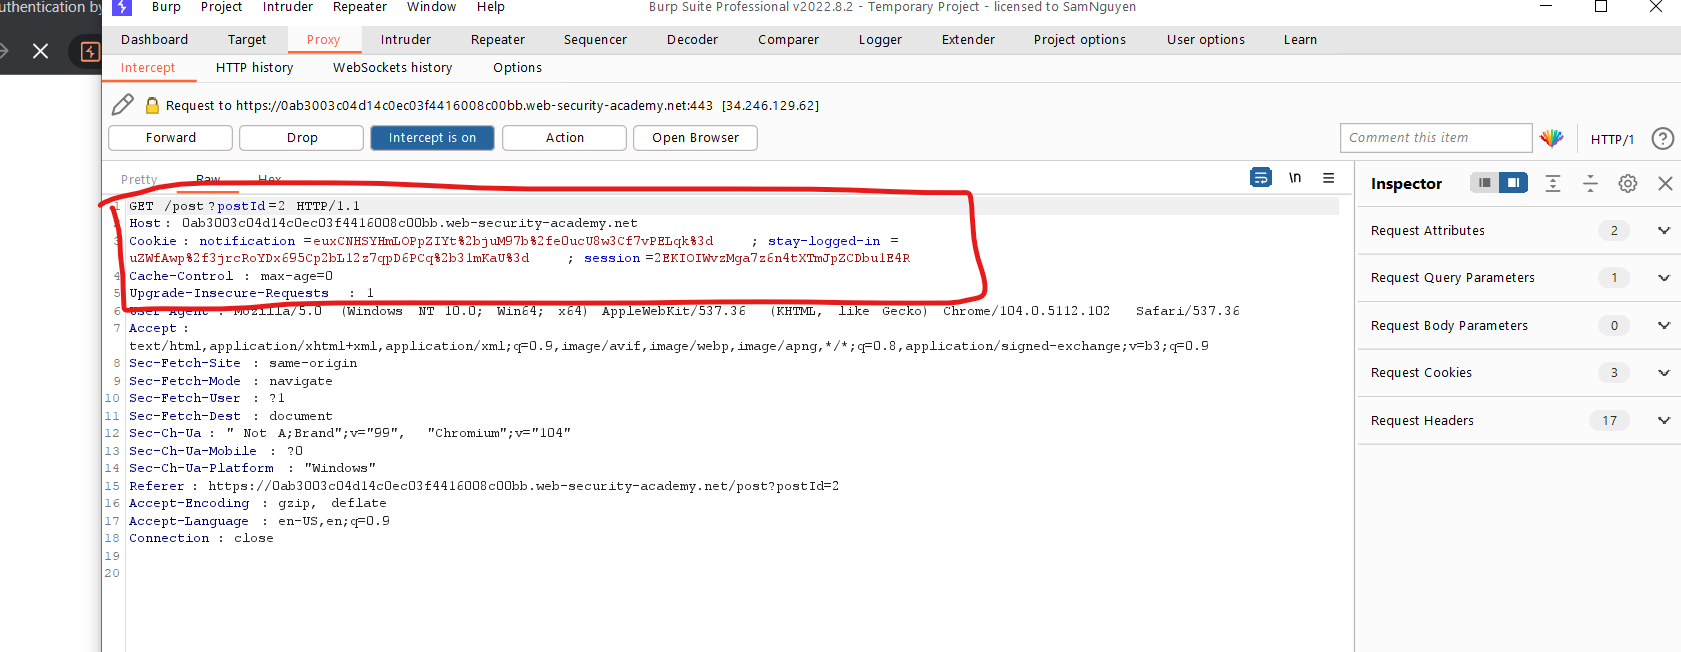 uthentication by
Burp Project Intruder Repeater Window Help
Burp Suite Professional v2022.8.2 - Temporary Project - licensed to SamNguyen
Dashboard Target Proxy Intruder Repeater Sequencer Decoder Comparer Logger Extender Project options User options Learn
Intercept HTTP history WebSockets history Options
Request to https://0ab3003c04d14c0ec03f4416008c00bb.web-security-academy.net:443 [34.246.129.62]
Forward Drop Intercept is on Action Open Browser Comment this item HTTP/1 ?
Pretty Raw Hex \n
Inspector
1 GET /post?postId=2 HTTP/1.1
2 Host: 0ab3003c04d14c0ec03f4416008c00bb.web-security-academy.net
3 Cookie: notification=euxCNHSYHmLOPpZIYt%2bjuM97b%2fe0ucU8w3Cf7vPELqk%3d; stay-logged-in=
uZWfAwp%2f3jrcRoYDx695Cp2bL12z7qpD6PCq%2b31mKaU%3d; session=2EKIOIWvzMga7z6n4tXTmJpZCDbu1E4R
4 Cache-Control: max-age=0
5 Upgrade-Insecure-Requests: 1
6 User-Agent: Mozilla/5.0 (Windows NT 10.0; Win64; x64) AppleWebKit/537.36 (KHTML, like Gecko) Chrome/104.0.5112.102 Safari/537.36
7 Accept:
text/html,application/xhtml+xml,application/xml;q=0.9,image/avif,image/webp,image/apng,*/*;q=0.8,application/signed-exchange;v=b3;q=0.9
8 Sec-Fetch-Site: same-origin
9 Sec-Fetch-Mode: navigate
10 Sec-Fetch-User: ?1
11 Sec-Fetch-Dest: document
12 Sec-Ch-Ua: " Not A;Brand";v="99", "Chromium";v="104"
13 Sec-Ch-Ua-Mobile: ?0
14 Sec-Ch-Ua-Platform: "Windows"
15 Referer: https://0ab3003c04d14c0ec03f4416008c00bb.web-security-academy.net/post?postId=2
16 Accept-Encoding: gzip, deflate
17 Accept-Language: en-US,en;q=0.9
18 Connection: close
19
20
Request Attributes 2
Request Query Parameters 1
Request Body Parameters 0
Request Cookies 3
Request Headers 17